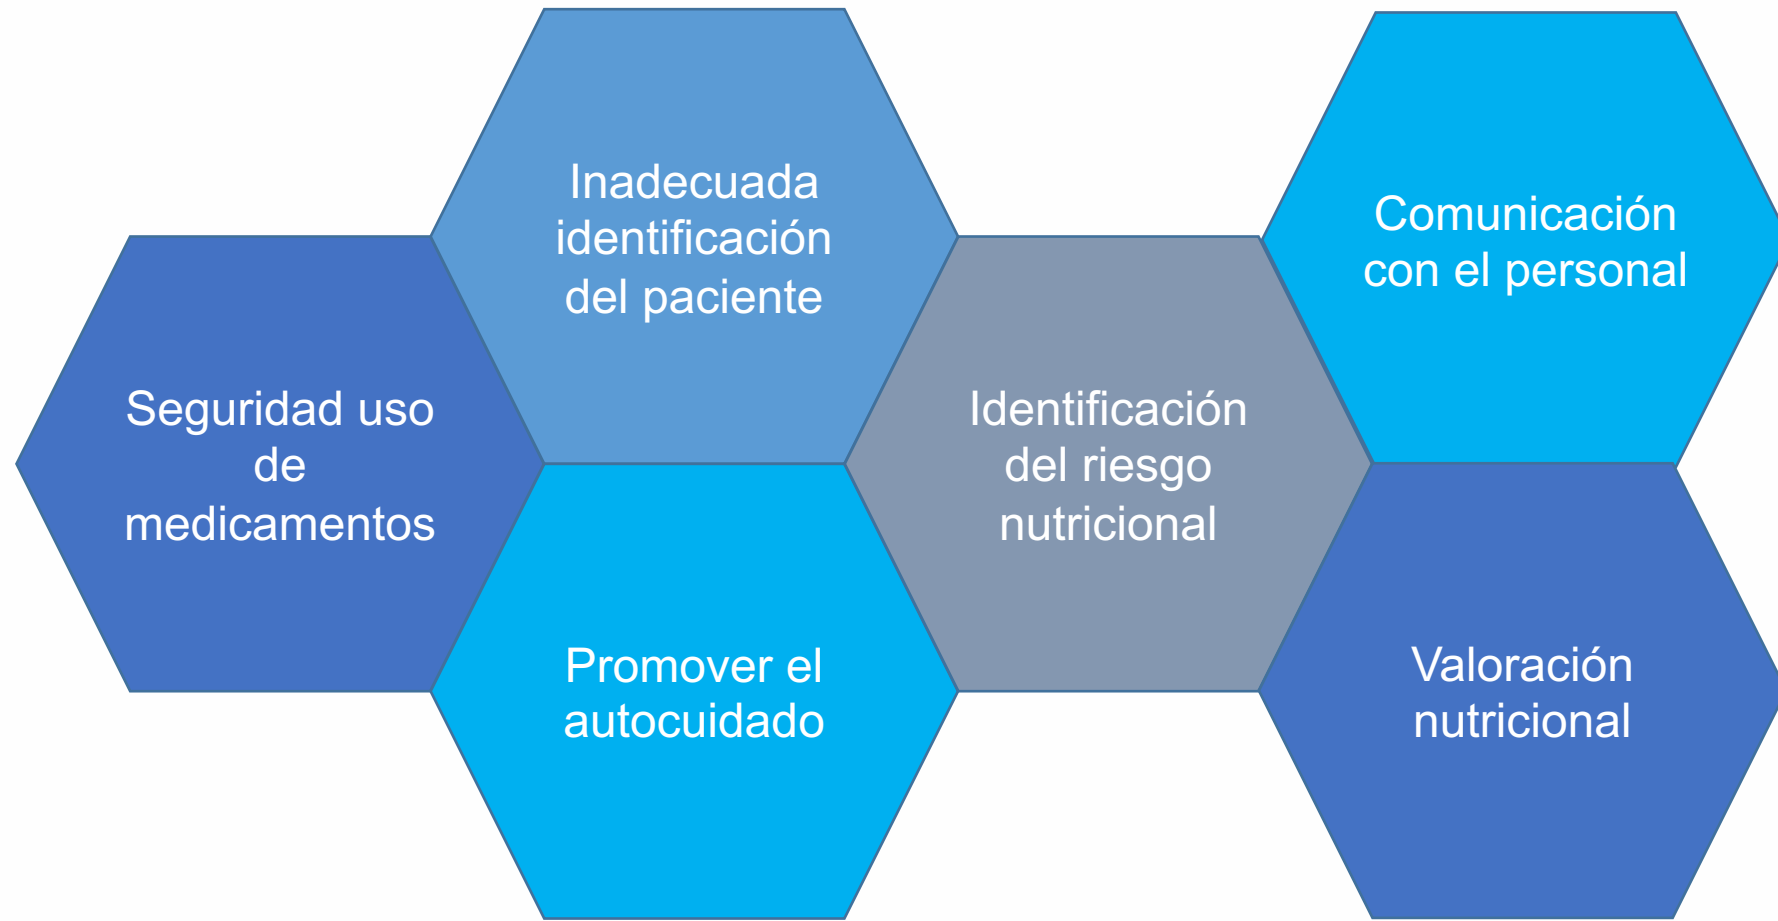 Inadecuada
identificación
del paciente
Comunicación
con el personal
Seguridad uso
de
medicamentos
Identificación
del riesgo
nutricional
Promover el
autocuidado
Valoración
nutricional